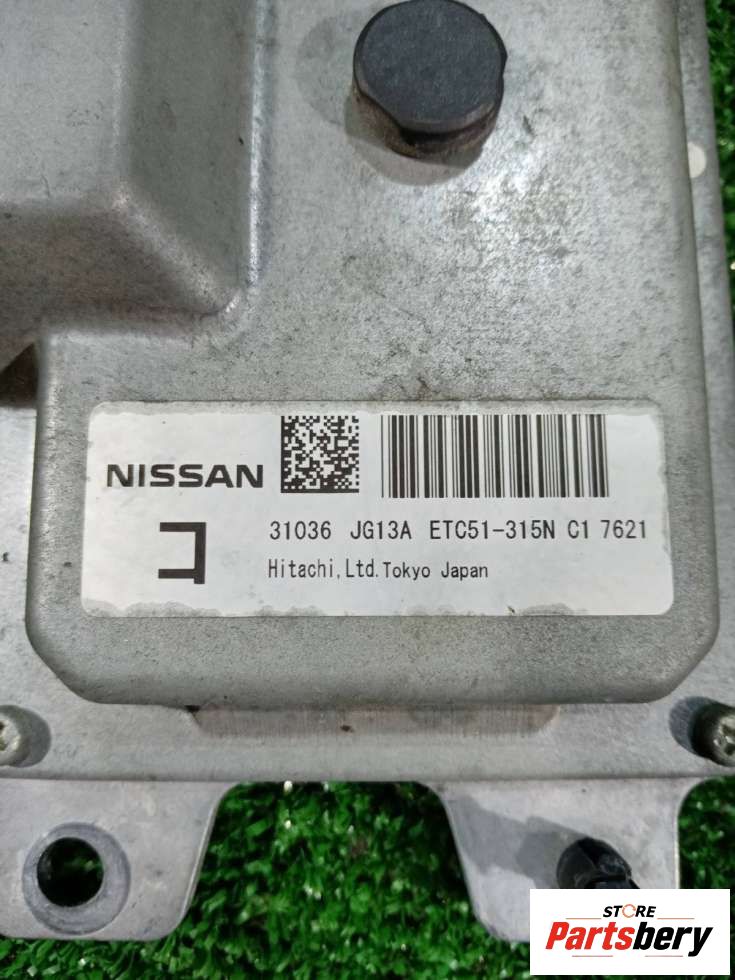 NISSAN
コ
31036 JG13A ETC51-315N C1 7621
Hitachi, Ltd. Tokyo Japan
STORE
Partsbery